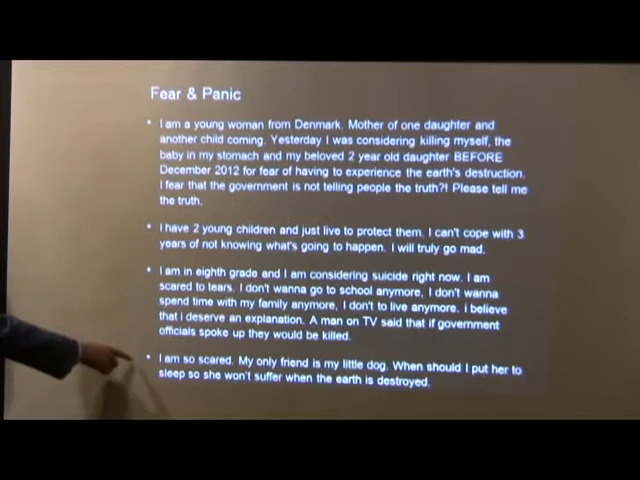 Fear & Panic
• I am a young woman from Denmark. Mother of one daughter and
another child coming. Yesterday I was considering killing myself, the
baby in my stomach and my beloved 2 year old daughter BEFORE
December 2012 for fear of having to experience the earth's destruction.
I fear that the government is not telling people the truth?! Please tell me
the truth.
• I have 2 young children and just live to protect them. I can't cope with 3
years of not knowing what's going to happen. I will truly go mad.
• I am in eighth grade and I am considering suicide right now. I am
scared to tears. I don't wanna go to school anymore, I don't wanna
spend time with my family anymore, I don't to live anymore. i believe
that i deserve an explanation. A man on TV said that if government
officials spoke up they would be killed.
• I am so scared. My only friend is my little dog. When should I put her to
sleep so she won't suffer when the earth is destroyed.